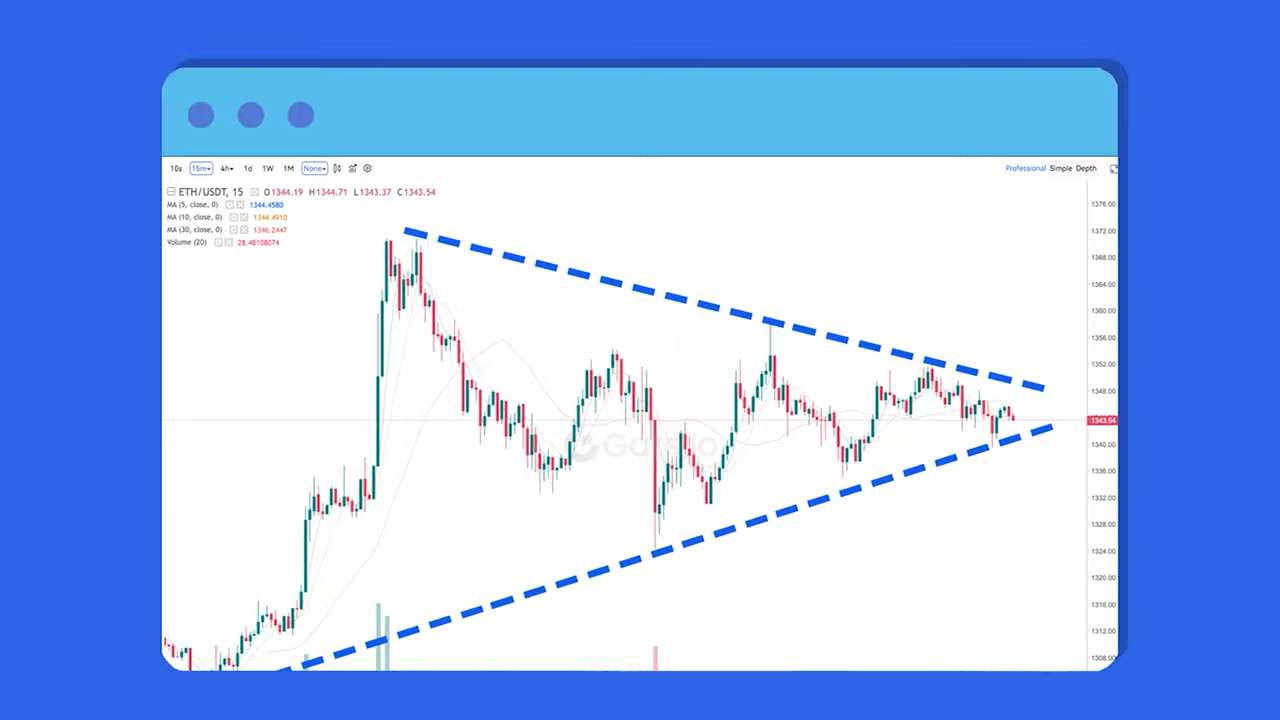 10s 15m 4h 1d 1W 1M None Professional Simple Depth
ETH/USDT, 15 O1344.19 H1344.71 L1343.37 C1343.54
MA (5, close, 0) 1344.4580
MA (10, close, 0) 1344.4910
MA (30, close, 0) 1346.2447
Volume (20) 28.48108074
1376.00
1372.00
1368.00
1364.00
1360.00
1356.00
1352.00
1348.00
1343.54
1340.00
1336.00
1332.00
1328.00
1324.00
1320.00
1316.00
1312.00
1308.00
Gate.io